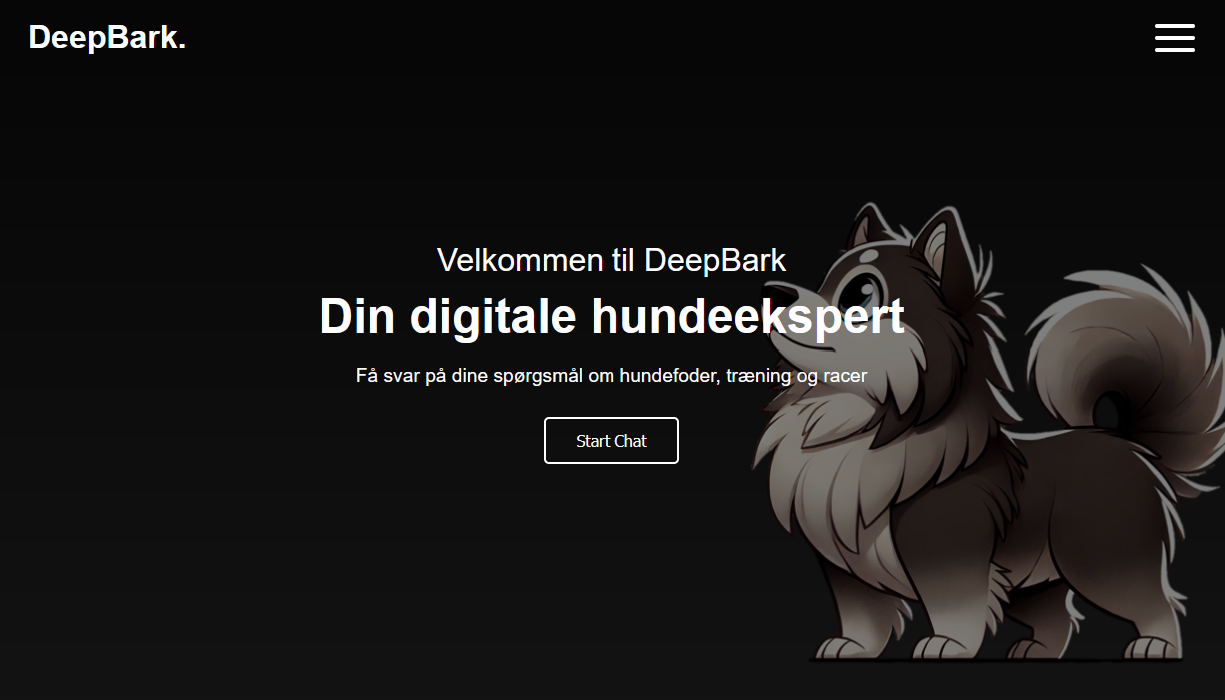 DeepBark.
Velkommen til DeepBark
Din digitale hundeekspert
Få svar på dine spørgsmål om hundefoder, træning og racer
Start Chat